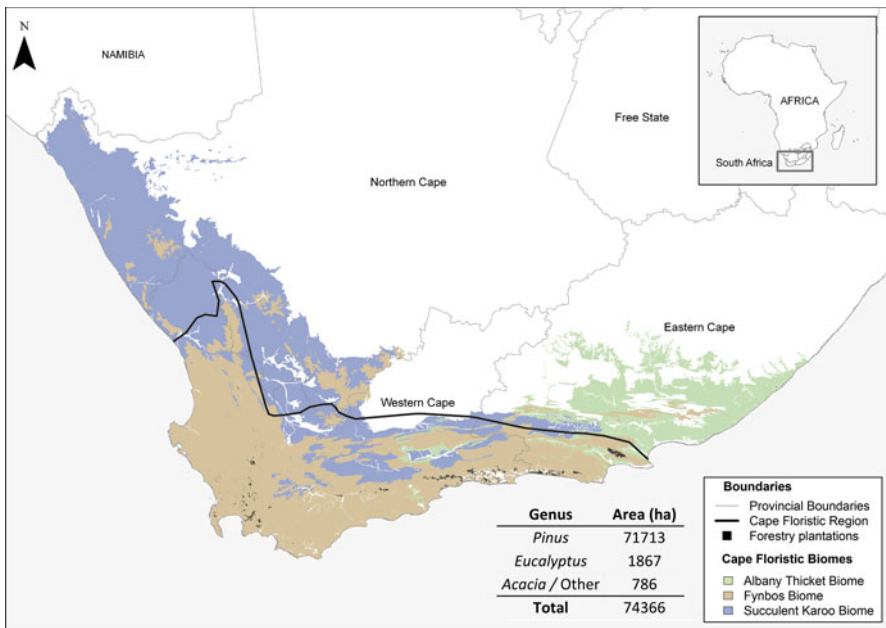 N
NAMIBIA
AFRICA
South Africa
Free State
Northern Cape
Eastern Cape
Western Cape
Genus Area (ha)
Pinus 71713
Eucalyptus 1867
Acacia / Other 786
Total 74366
Boundaries
Provincial Boundaries
Cape Floristic Region
Forestry plantations
Cape Floristic Biomes
Albany Thicket Biome
Fynbos Biome
Succulent Karoo Biome